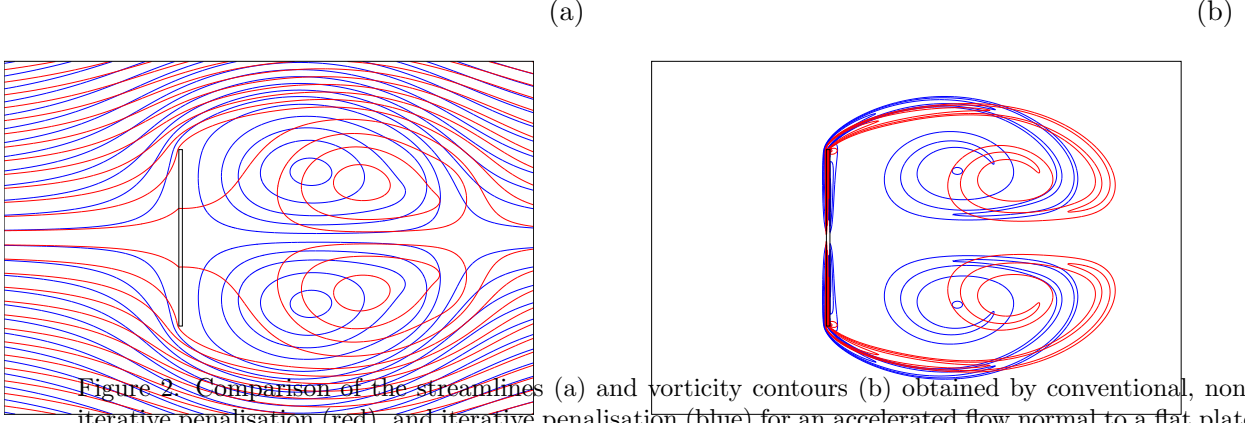 (a)
(b)
Figure 2. Comparison of the streamlines (a) and vorticity contours (b) obtained by conventional, non
iterative penalisation (red), and iterative penalisation (blue) for an accelerated flow normal to a flat plate